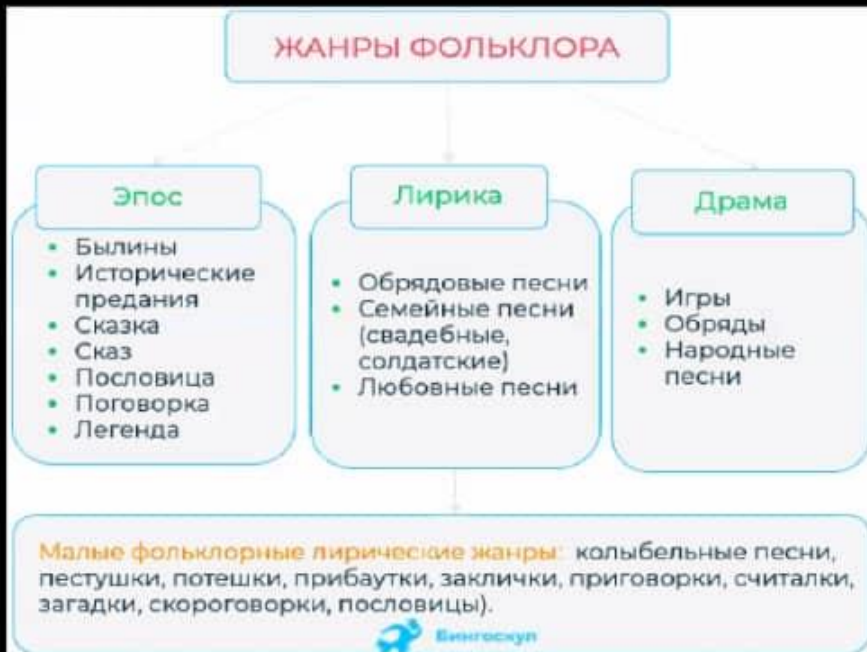 ЖАНРЫ ФОЛЬКЛОРА
Эпос
• Былины
• Исторические
предания
• Сказка
• Сказ
• Пословица
• Поговорка
• Легенда
Лирика
• Обрядовые песни
• Семейные песни
(свадебные,
солдатские)
• Любовные песни
Драма
• Игры
• Обряды
• Народные
песни
Малые фольклорные лирические жанры: колыбельные песни,
пестушки, потешки, прибаутки, заклички, приговорки, считалки,
загадки, скороговорки, пословицы).
Бингоскул